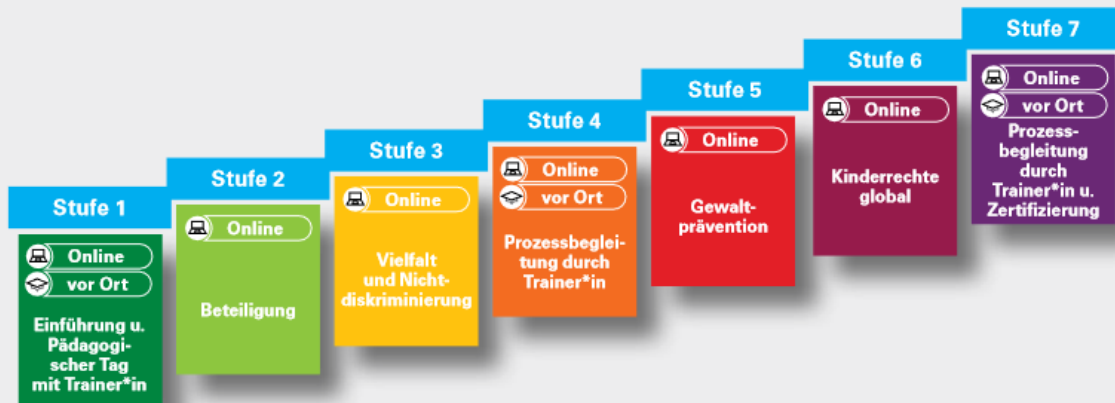 Stufe 1
Online
vor Ort
Einführung u.
Pädagogi-
scher Tag
mit Trainer*in
Stufe 2
Online
Beteiligung
Stufe 3
Online
Vielfalt
und Nicht-
diskriminierung
Stufe 4
Online
vor Ort
Prozessbeglei-
tung durch
Trainer*in
Stufe 5
Online
Gewalt-
prävention
Stufe 6
Online
Kinderrechte
global
Stufe 7
Online
vor Ort
Prozess-
begleitung
durch
Trainer*in u.
Zertifizierung